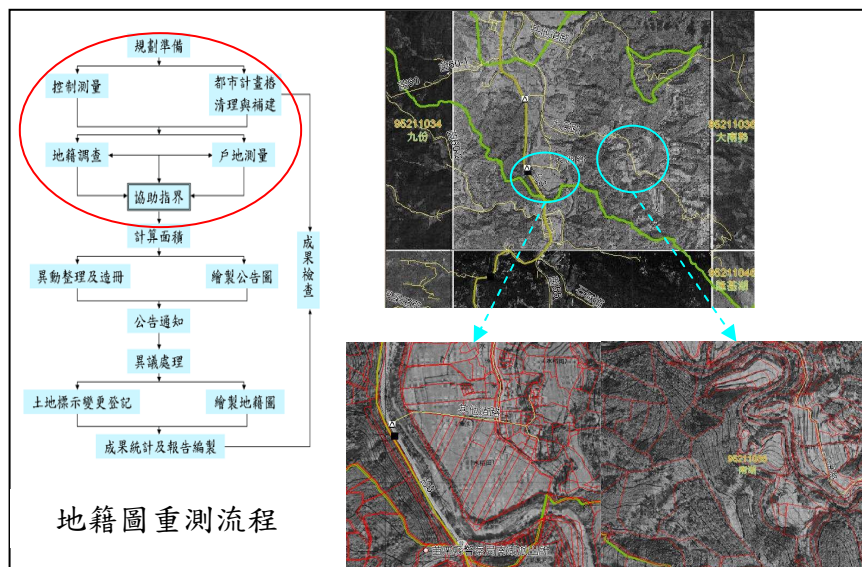 規劃準備
控制測量
都市計畫樁
清理與補建
地籍調查
戶地測量
協助指界
計算面積
成果檢查
異動整理及造冊
繪製公告圖
公告通知
異議處理
土地標示變更登記
繪製地籍圖
成果統計及報告編製
地籍圖重測流程
95211034
九份
95211036
大南勢
95211045
95211035
南湖